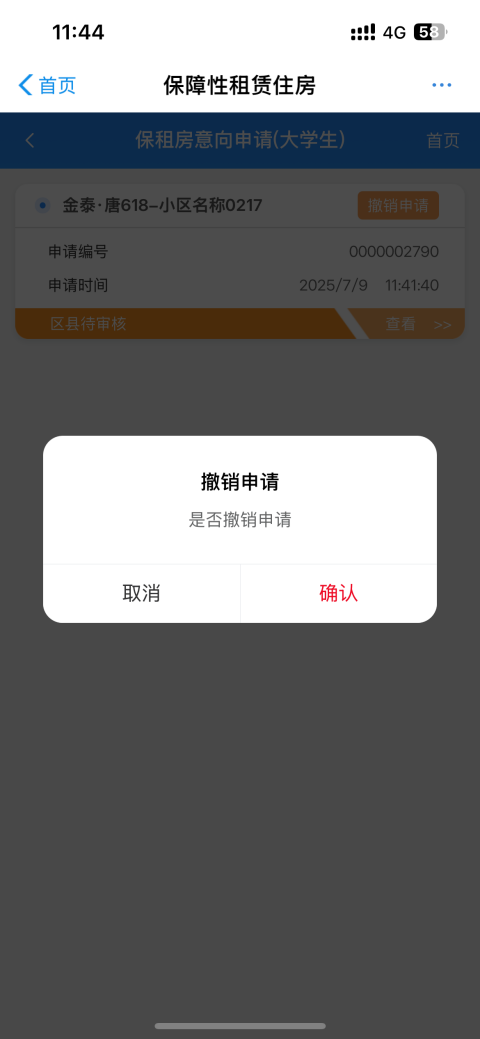 11:44
4G
58
首页
保障性租赁住房
保租房意向申请(大学生)
首页
金泰·唐618-小区名称0217
撤销申请
申请编号
0000002790
申请时间
2025/7/9 11:41:40
区县待审核
查看 >>
撤销申请
是否撤销申请
取消
确认